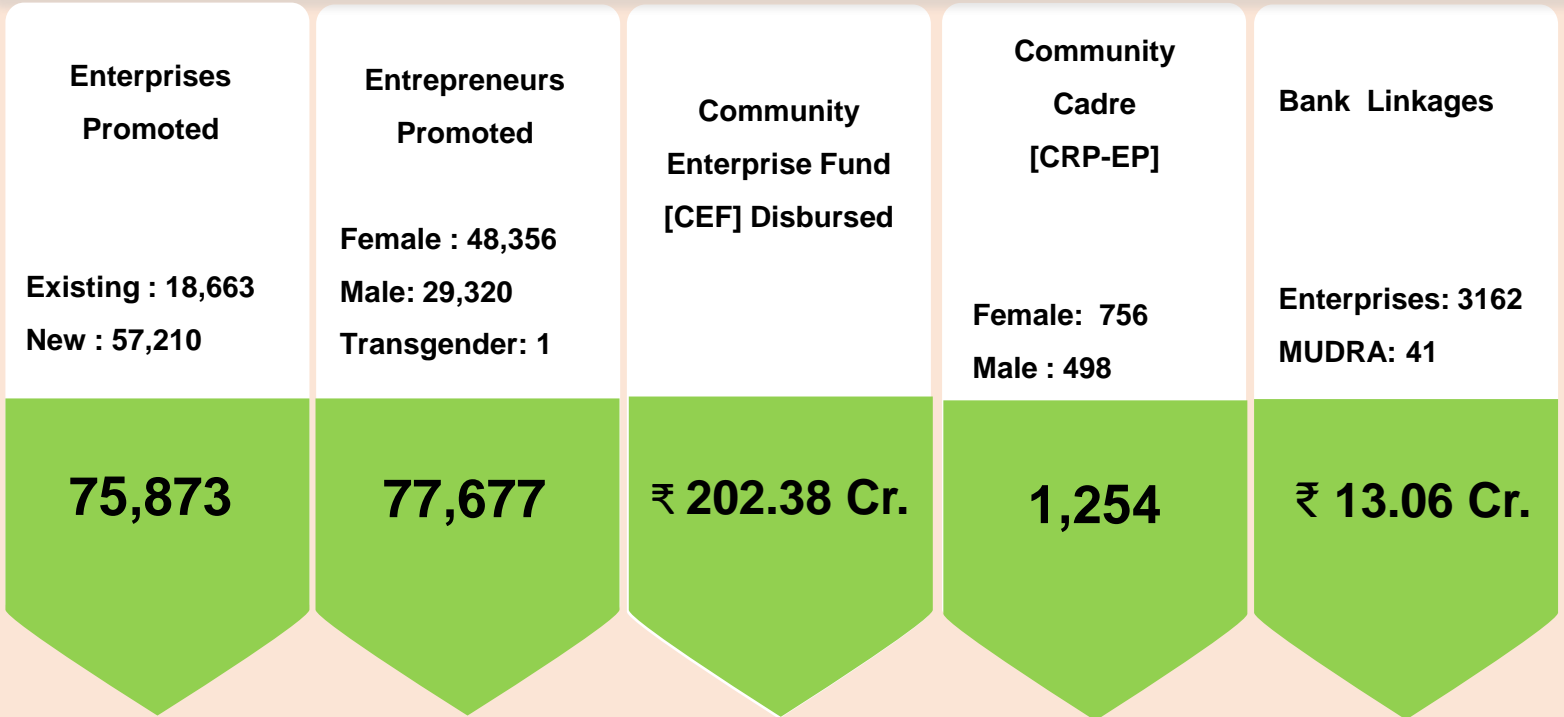 Enterprises
Promoted
Existing : 18,663
New : 57,210
75,873
Entrepreneurs
Promoted
Female : 48,356
Male: 29,320
Transgender: 1
77,677
Community
Enterprise Fund
[CEF] Disbursed
₹ 202.38 Cr.
Community
Cadre
[CRP-EP]
Female: 756
Male : 498
1,254
Bank Linkages
Enterprises: 3162
MUDRA: 41
₹ 13.06 Cr.